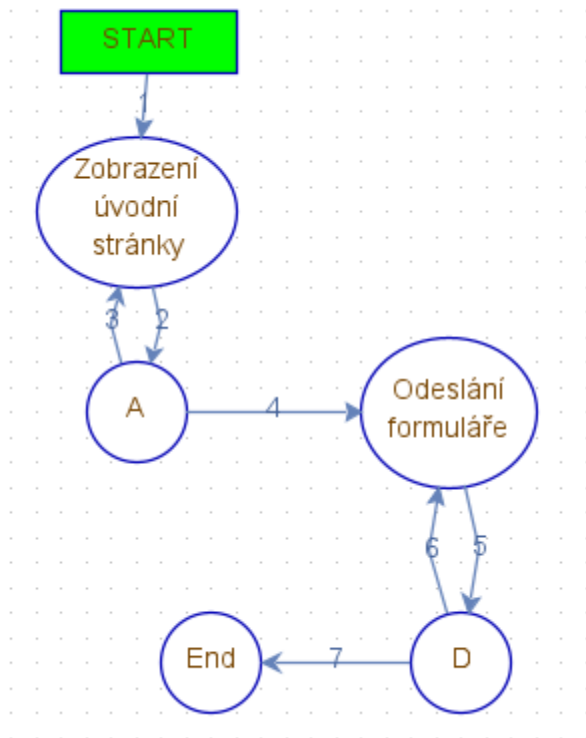 START
1
Zobrazení
úvodní
stránky
3
2
A
4
Odeslání
formuláře
6
5
End
7
D